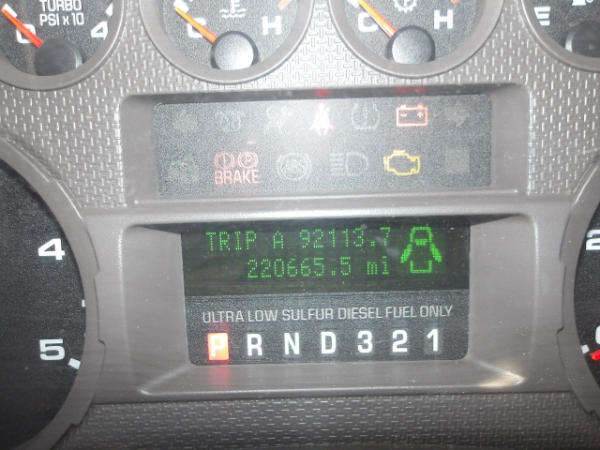 TURBO
PSI x 10
4
C H
C H
E
BRAKE
TRIP A 92113.7
220665.5 mi
ULTRA LOW SULFUR DIESEL FUEL ONLY
P R N D 3 2 1
4
5
2